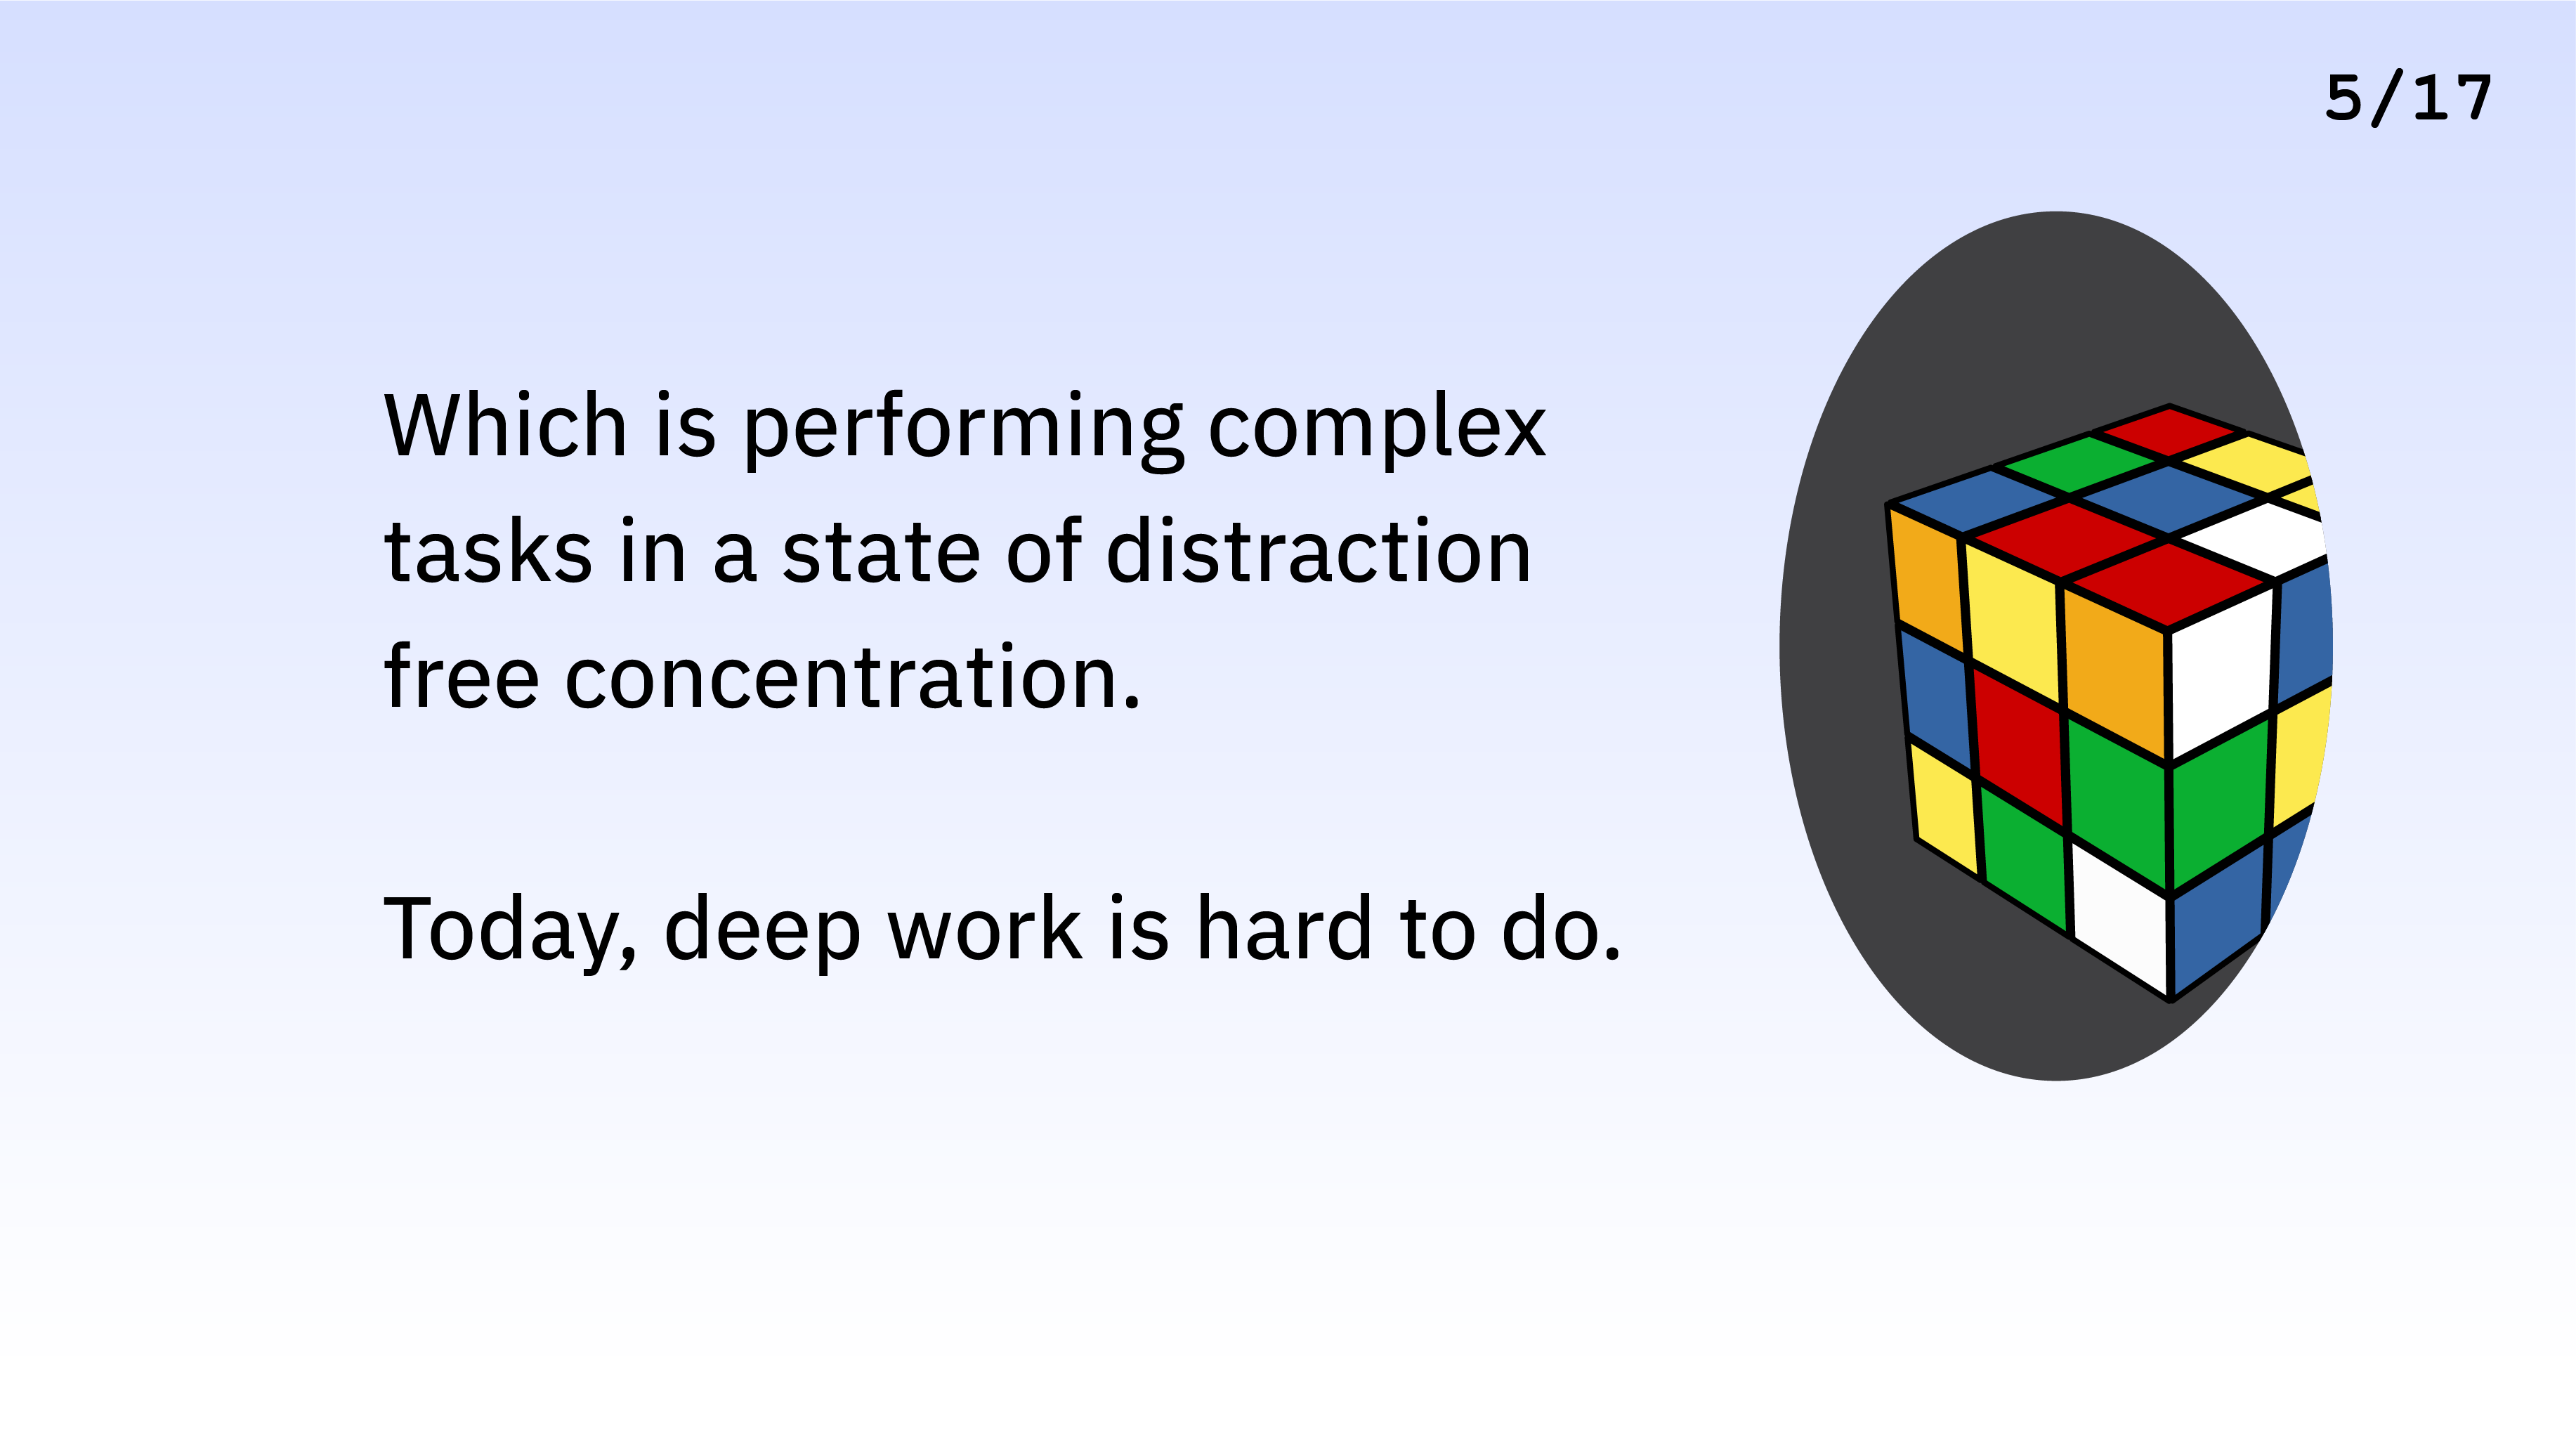 5/17
Which is performing complex
tasks in a state of distraction
free concentration.
Today, deep work is hard to do.